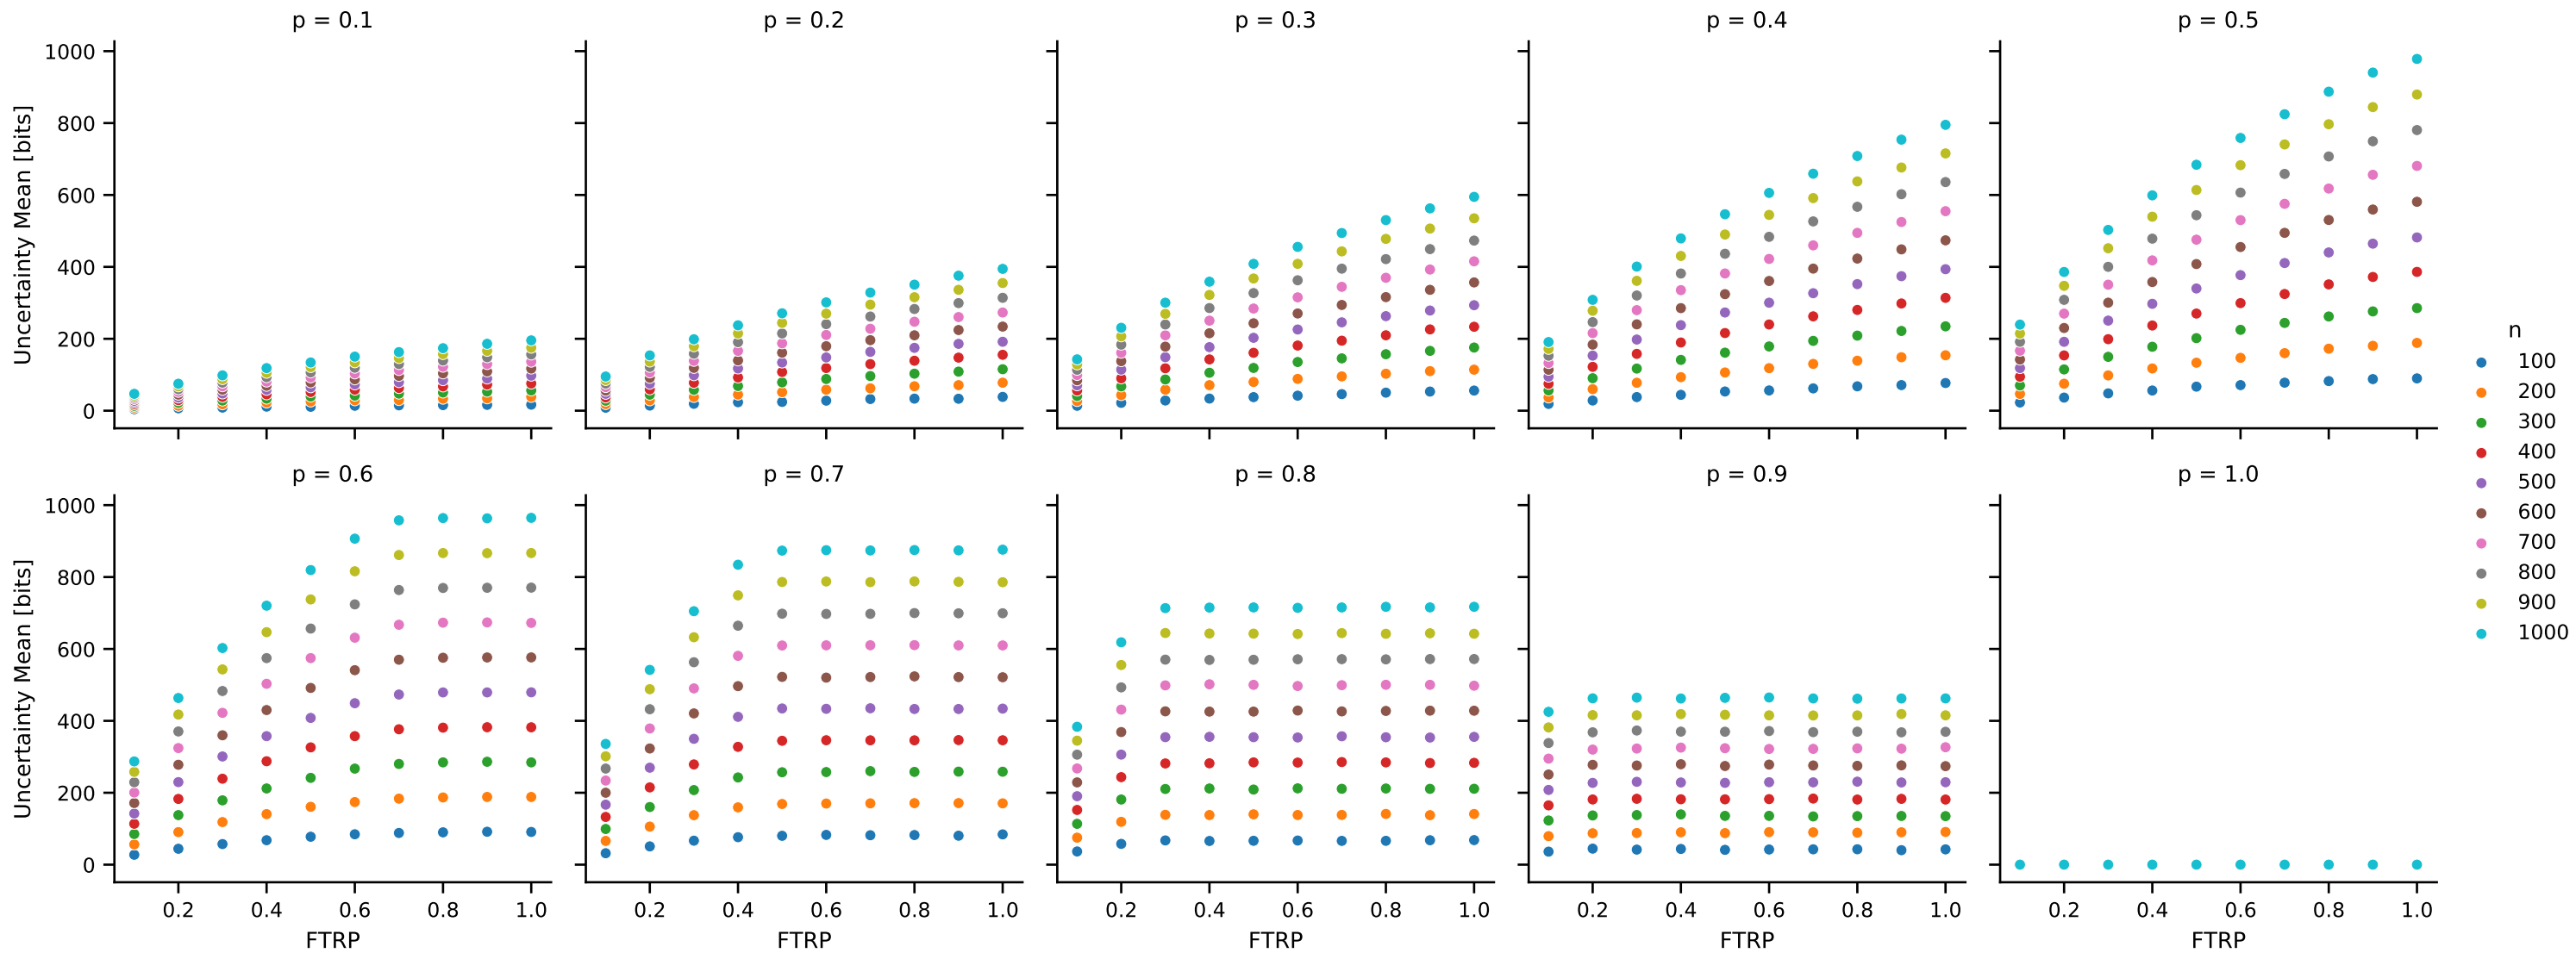 p = 0.1
p = 0.2
p = 0.3
p = 0.4
p = 0.5
Uncertainty Mean [bits]
1000
800
600
400
200
0
p = 0.6
p = 0.7
p = 0.8
p = 0.9
p = 1.0
Uncertainty Mean [bits]
1000
800
600
400
200
0
0.2 0.4 0.6 0.8 1.0
0.2 0.4 0.6 0.8 1.0
0.2 0.4 0.6 0.8 1.0
0.2 0.4 0.6 0.8 1.0
0.2 0.4 0.6 0.8 1.0
FTRP
FTRP
FTRP
FTRP
FTRP
n
100
200
300
400
500
600
700
800
900
1000